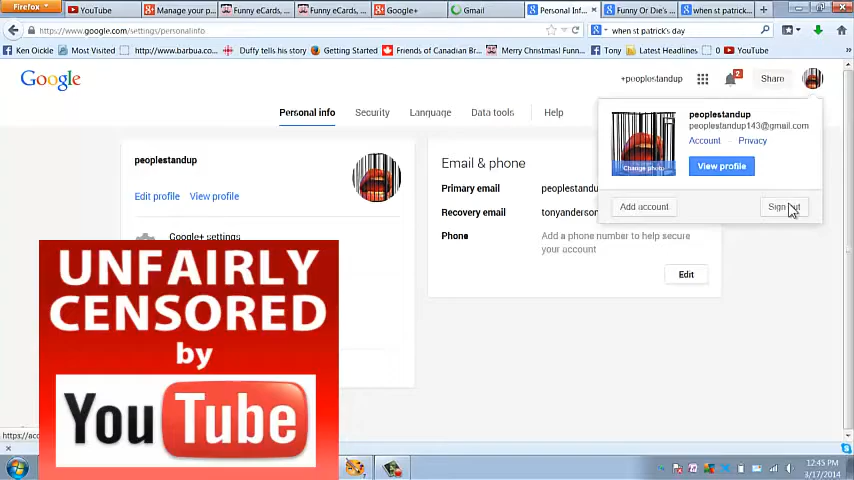 Firefox
YouTube
Manage your p...
Funny eCards, ...
Funny eCards, ...
Google+
Gmail
Personal Inf...
Funny Or Die's ...
when st patrick...
https://www.google.com/settings/personalinfo
when st patrick's day
Ken Oickle
Most Visited
http://www.barbua.co...
Duffy tells his story
Getting Started
Friends of Canadian Br...
Merry Christmas! Funn...
Tony
Latest Headlines
YouTube
Google
+peoplestandup
2
Share
Personal info
Security
Language
Data tools
Help
peoplestandup
peoplestandup143@gmail.com
Account - Privacy
View profile
Change photo
Add account
Sign out
peoplestandup
Edit profile
View profile
Google+ settings
Email & phone
Primary email
peoplestandu
Recovery email
tonyanderson
Phone
Add a phone number to help secure
your account
Edit
UNFAIRLY
CENSORED
by
YouTube
https://acc
12:45 PM
3/17/2014